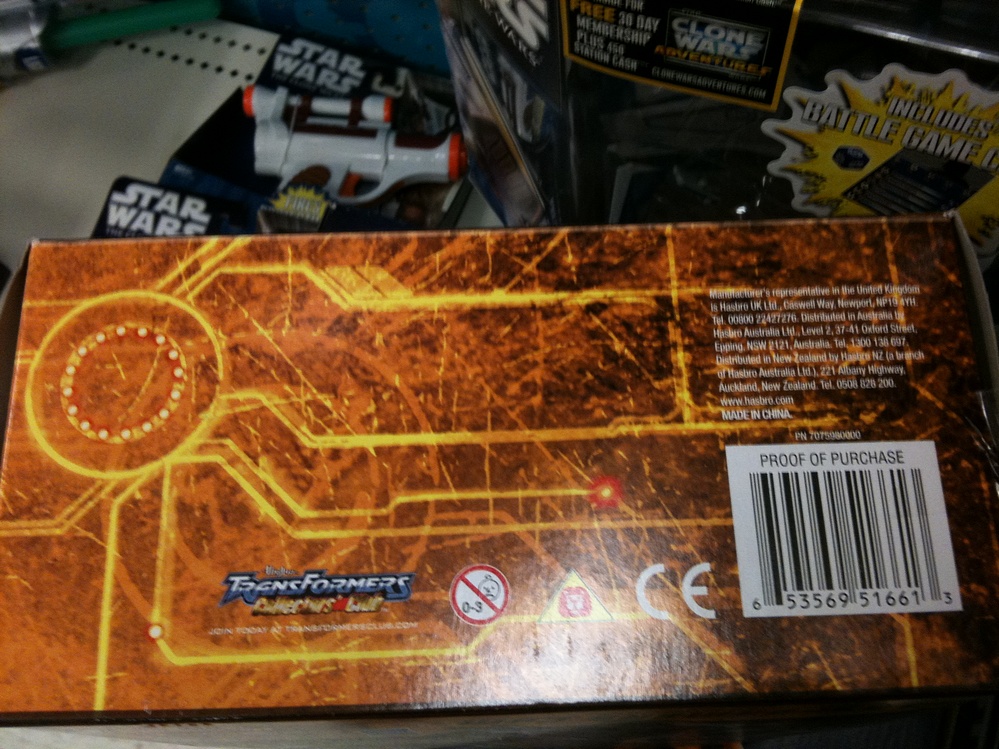 STAR
WARS
STAR
WARS
WARS
FREE 30 DAY
MEMBERSHIP
PLUS 450
STATION CASH
CLONE
WARS
ADVENTURES
CLONEWARSADVENTURES.COM
INCLUDES
BATTLE GAME
Manufacturer's representative in the United Kingdom
is Hasbro UK Ltd., Caswell Way, Newport, NP19 4YH.
Tel. 00800 22427276. Distributed in Australia by
Hasbro Australia Ltd., Level 2, 37-41 Oxford Street,
Epping, NSW 2121, Australia. Tel. 1300 138 697.
Distributed in New Zealand by Hasbro NZ (a branch
of Hasbro Australia Ltd.), 221 Albany Highway,
Auckland, New Zealand. Tel. 0508 828 200.
www.hasbro.com
MADE IN CHINA.
PN 7075980000
PROOF OF PURCHASE
6 53569 51661 3
TRANSFORMERS
Collectors' Club
JOIN TODAY AT TRANSFORMERSCLUB.COM
0-3
CE